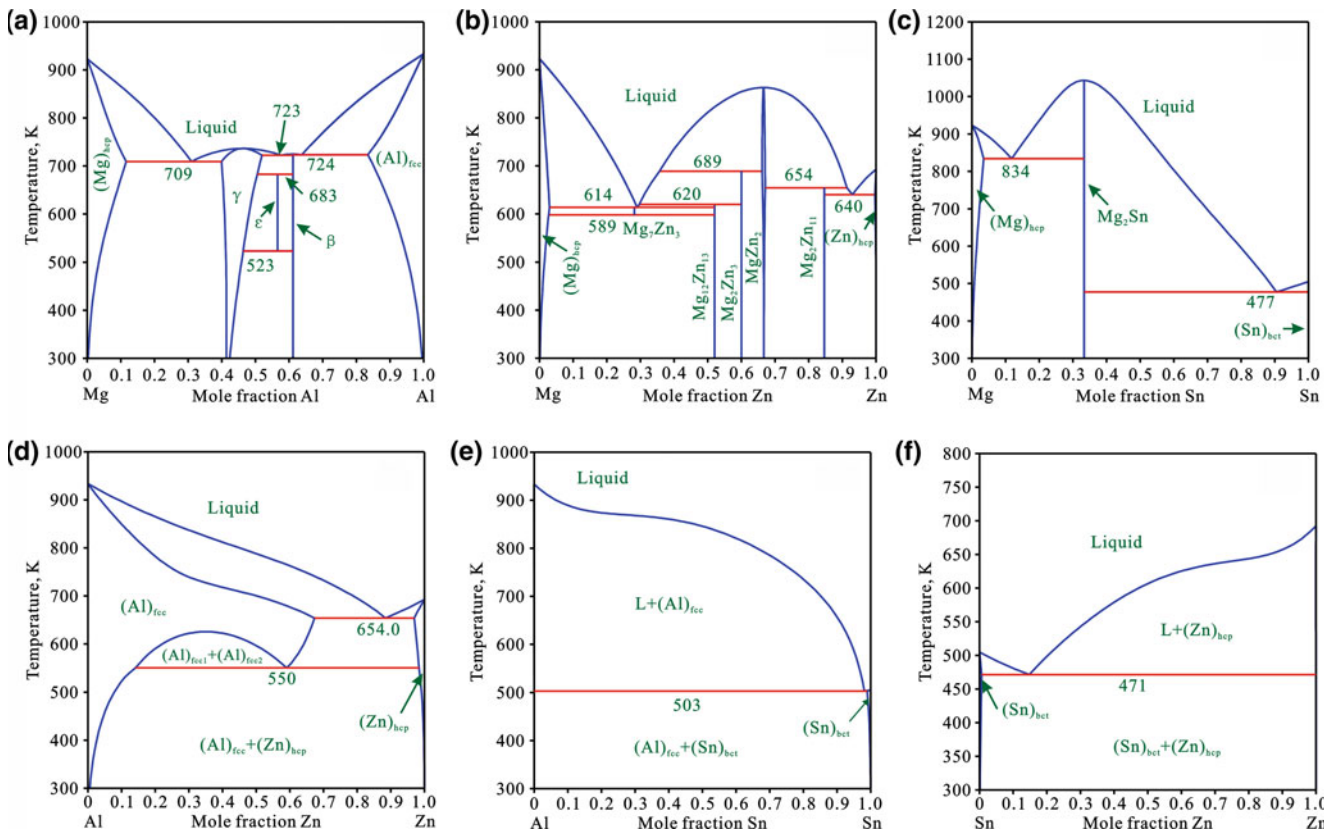 (a)
1000
900
800
700
600
500
400
300
Temperature, K
Liquid
723
(Mg)hcp
(Al)fcc
709
724
γ
683
ε
β
523
0 0.1 0.2 0.3 0.4 0.5 0.6 0.7 0.8 0.9 1.0
Mg Mole fraction Al Al
(b)
1000
900
800
700
600
500
400
300
Temperature, K
Liquid
689
654
614 620
640
589 Mg7Zn3
(Mg)hcp
Mg12Zn13
Mg2Zn3
MgZn2
Mg2Zn11
(Zn)hcp
0 0.1 0.2 0.3 0.4 0.5 0.6 0.7 0.8 0.9 1.0
Mg Mole fraction Zn Zn
(c)
1200
1100
1000
900
800
700
600
500
400
300
Temperature, K
Liquid
834
(Mg)hcp
Mg2Sn
477
(Sn)bct
0 0.1 0.2 0.3 0.4 0.5 0.6 0.7 0.8 0.9 1.0
Mg Mole fraction Sn Sn
(d)
1000
900
800
700
600
500
400
300
Temperature, K
Liquid
(Al)fcc
654.0
(Al)fcc1+(Al)fcc2
550
(Zn)hcp
(Al)fcc+(Zn)hcp
0 0.1 0.2 0.3 0.4 0.5 0.6 0.7 0.8 0.9 1.0
Al Mole fraction Zn Zn
(e)
1000
900
800
700
600
500
400
300
Temperature, K
Liquid
L+(Al)fcc
503
(Sn)bct
(Al)fcc+(Sn)bct
0 0.1 0.2 0.3 0.4 0.5 0.6 0.7 0.8 0.9 1.0
Al Mole fraction Sn Sn
(f)
800
750
700
650
600
550
500
450
400
350
300
Temperature, K
Liquid
L+(Zn)hcp
471
(Sn)bct
(Sn)bct+(Zn)hcp
0 0.1 0.2 0.3 0.4 0.5 0.6 0.7 0.8 0.9 1.0
Sn Mole fraction Zn Zn